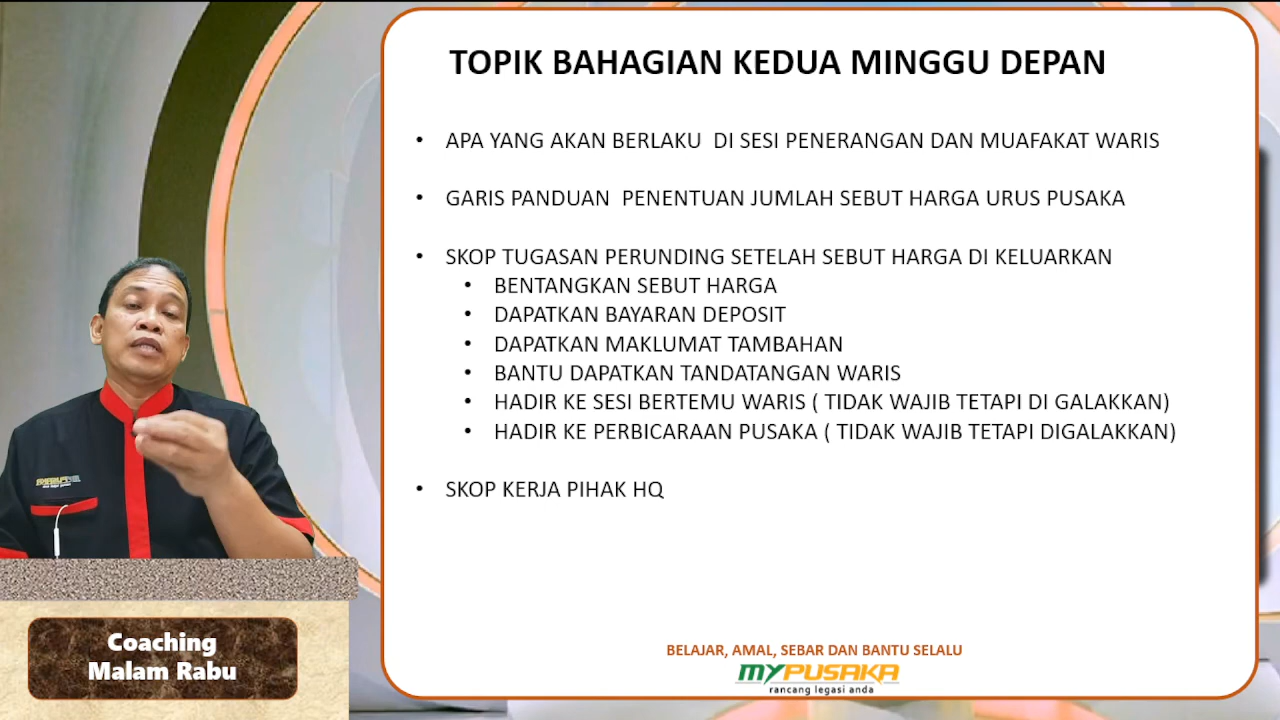 TOPIK BAHAGIAN KEDUA MINGGU DEPAN
• APA YANG AKAN BERLAKU DI SESI PENERANGAN DAN MUAFAKAT WARIS
• GARIS PANDUAN PENENTUAN JUMLAH SEBUT HARGA URUS PUSAKA
• SKOP TUGASAN PERUNDING SETELAH SEBUT HARGA DI KELUARKAN
• BENTANGKAN SEBUT HARGA
• DAPATKAN BAYARAN DEPOSIT
• DAPATKAN MAKLUMAT TAMBAHAN
• BANTU DAPATKAN TANDATANGAN WARIS
• HADIR KE SESI BERTEMU WARIS ( TIDAK WAJIB TETAPI DI GALAKKAN)
• HADIR KE PERBICARAAN PUSAKA ( TIDAK WAJIB TETAPI DIGALAKKAN)
• SKOP KERJA PIHAK HQ
BELAJAR, AMAL, SEBAR DAN BANTU SELALU
MYPUSAKA
rancang legasi anda
Coaching
Malam Rabu